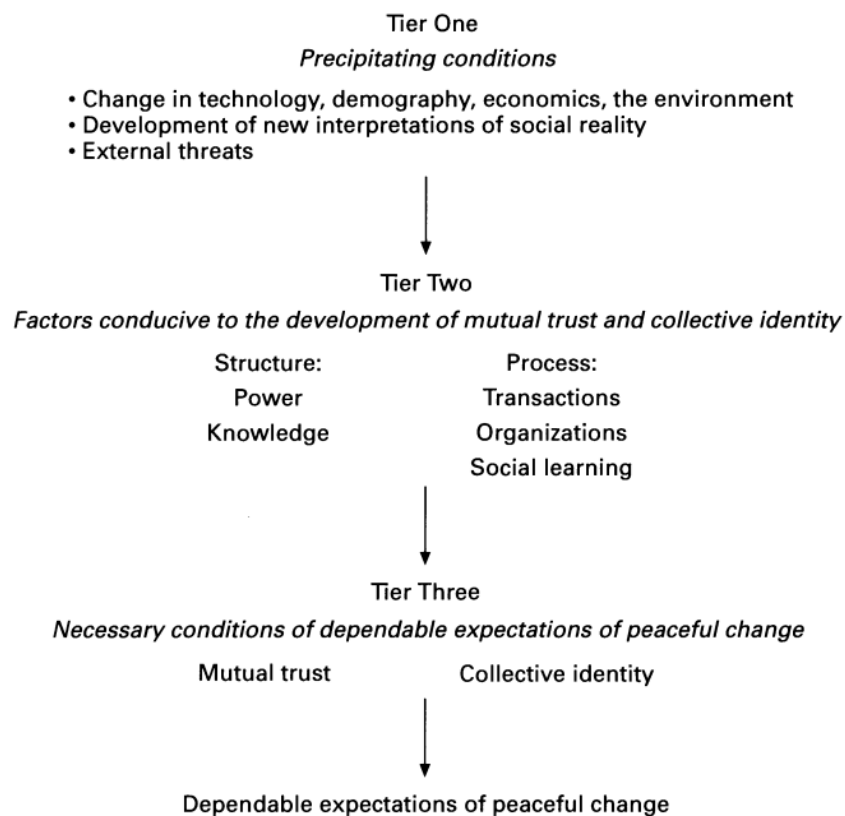 Tier One
Precipitating conditions
• Change in technology, demography, economics, the environment
• Development of new interpretations of social reality
• External threats
Tier Two
Factors conducive to the development of mutual trust and collective identity
Structure: Process:
Power Transactions
Knowledge Organizations
Social learning
Tier Three
Necessary conditions of dependable expectations of peaceful change
Mutual trust Collective identity
Dependable expectations of peaceful change